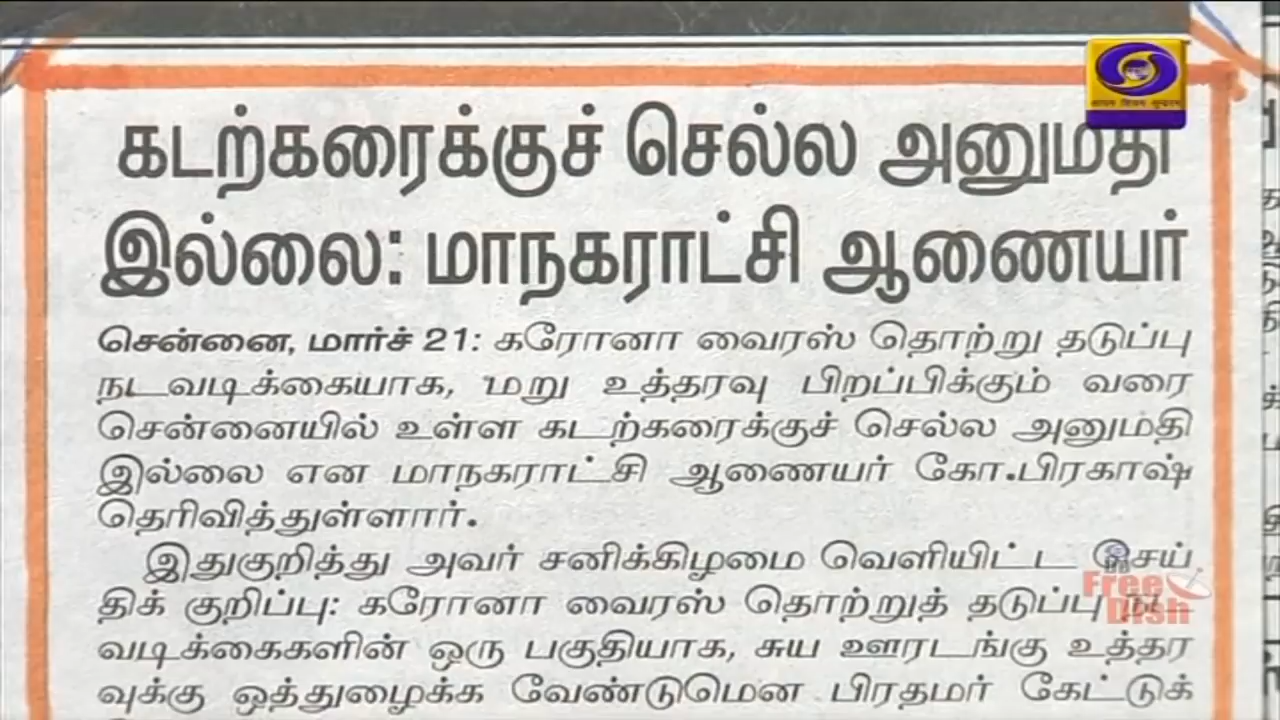 கடற்கரைக்குச் செல்ல அனுமதி
இல்லை: மாநகராட்சி ஆணையர்
சென்னை, மார்ச் 21: கரோனா வைரஸ் தொற்று தடுப்பு
நடவடிக்கையாக, மறு உத்தரவு பிறப்பிக்கும் வரை
சென்னையில் உள்ள கடற்கரைக்குச் செல்ல அனுமதி
இல்லை என மாநகராட்சி ஆணையர் கோ.பிரகாஷ்
தெரிவித்துள்ளார்.
இதுகுறித்து அவர் சனிக்கிழமை வெளியிட்ட செய்
திக் குறிப்பு: கரோனா வைரஸ் தொற்றுத் தடுப்பு நட
வடிக்கைகளின் ஒரு பகுதியாக, சுய ஊரடங்கு உத்தர
வுக்கு ஒத்துழைக்க வேண்டுமென பிரதமர் கேட்டுக்
Free Dish